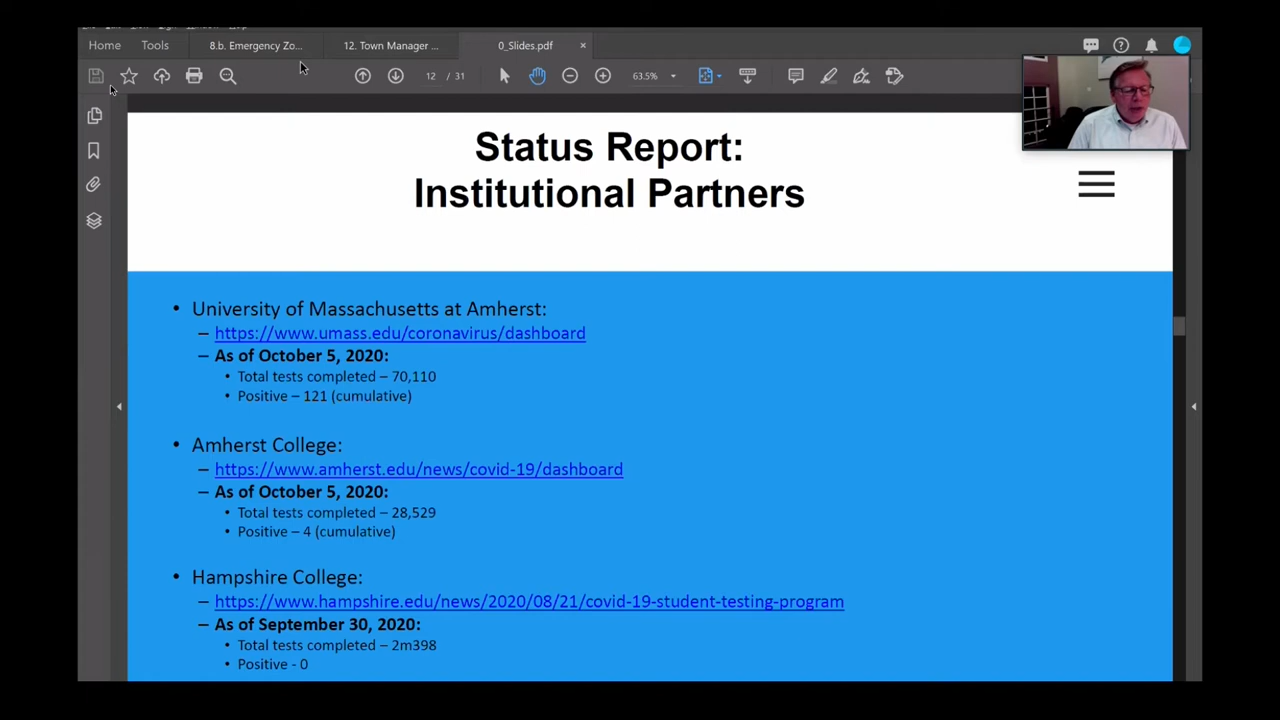 Home Tools 8.b. Emergency Zo... 12. Town Manager ... 0_Slides.pdf ×
12 / 31 63.5%
Status Report:
Institutional Partners
• University of Massachusetts at Amherst:
– https://www.umass.edu/coronavirus/dashboard
– As of October 5, 2020:
• Total tests completed – 70,110
• Positive – 121 (cumulative)
• Amherst College:
– https://www.amherst.edu/news/covid-19/dashboard
– As of October 5, 2020:
• Total tests completed – 28,529
• Positive – 4 (cumulative)
• Hampshire College:
– https://www.hampshire.edu/news/2020/08/21/covid-19-student-testing-program
– As of September 30, 2020:
• Total tests completed – 2m398
• Positive - 0